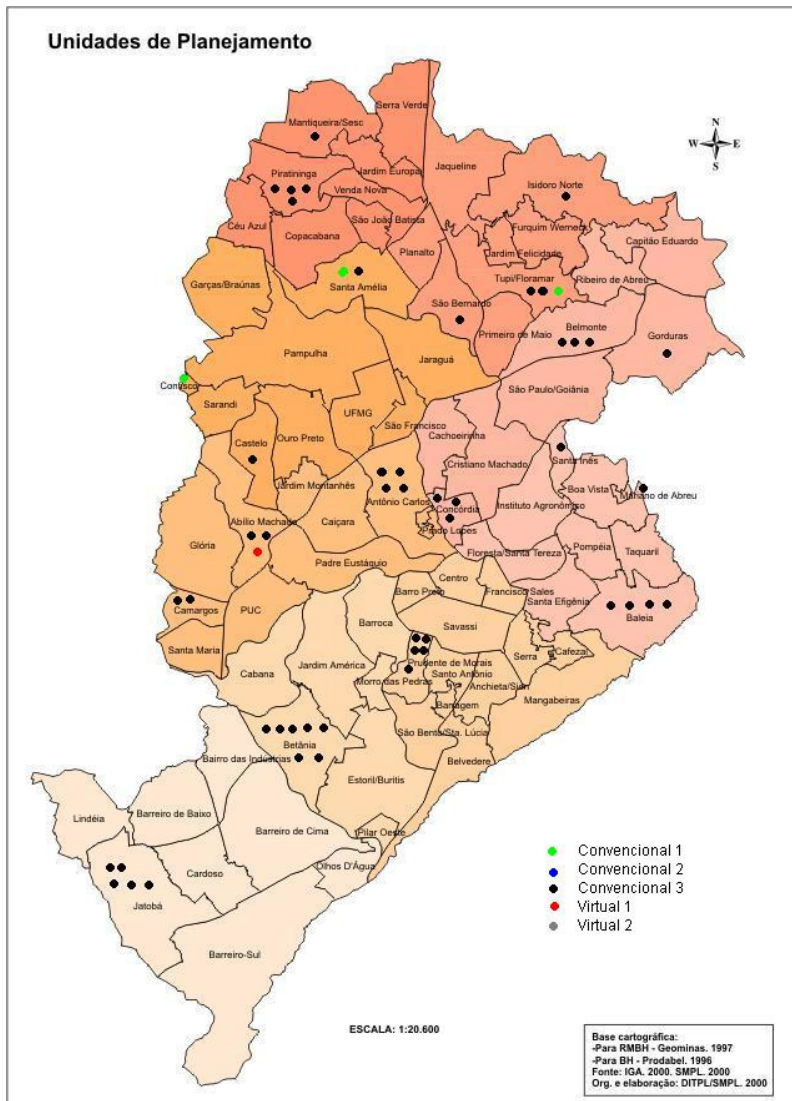 Unidades de Planejamento
Serra Verde
Mantiqueira/Sesc
N
W E
S
Jaqueline
Jardim Europa
Piratininga
Isidoro Norte
Venda Nova
São João Batista
Céu Azul
Furquim Werneck
Copacabana
Capitão Eduardo
Planalto
Jardim Felicidade
Tupi/Floramar
Ribeiro de Abreu
Garças/Braúnas
Santa Amélia
São Bernardo
Primeiro de Maio
Belmonte
Gorduras
Pampulha
Jaraguá
Confisco
São Paulo/Goiânia
Sarandi
UFMG
São Francisco
Cachoeirinha
Castelo
Ouro Preto
Santa Inês
Cristiano Machado
Jardim Montanhês
Boa Vista
Mariano de Abreu
Antônio Carlos
Instituto Agronômico
Abílio Machado
Caiçara
Concórdia
Glória
Prado Lopes
Pompéia
Floresta/Santa Tereza
Taquaril
Padre Eustáquio
Centro
Barro Preto
Francisco Sales
Camargos
PUC
Santa Efigênia
Baleia
Barroca
Savassi
Santa Maria
Serra
Cafezal
Jardim América
Prudente de Morais
Cabana
Santo Antônio
Morro das Pedras
Anchieta/Sion
Mangabeiras
Barragem
São Bento/Sta. Lúcia
Betânia
Bairro das Indústrias
Belvedere
Estoril/Buritis
Barreiro de Baixo
Lindéia
Barreiro de Cima
Pilar Oeste
Olhos D'Água
Cardoso
Jatobá
Barreiro-Sul
Convencional 1
Convencional 2
Convencional 3
Virtual 1
Virtual 2
ESCALA: 1:20.600
Base cartográfica:
-Para RMBH - Geominas. 1997
-Para BH - Prodabel. 1996
Fonte: IGA. 2000. SMPL. 2000
Org. e elaboração: DITPL/SMPL. 2000